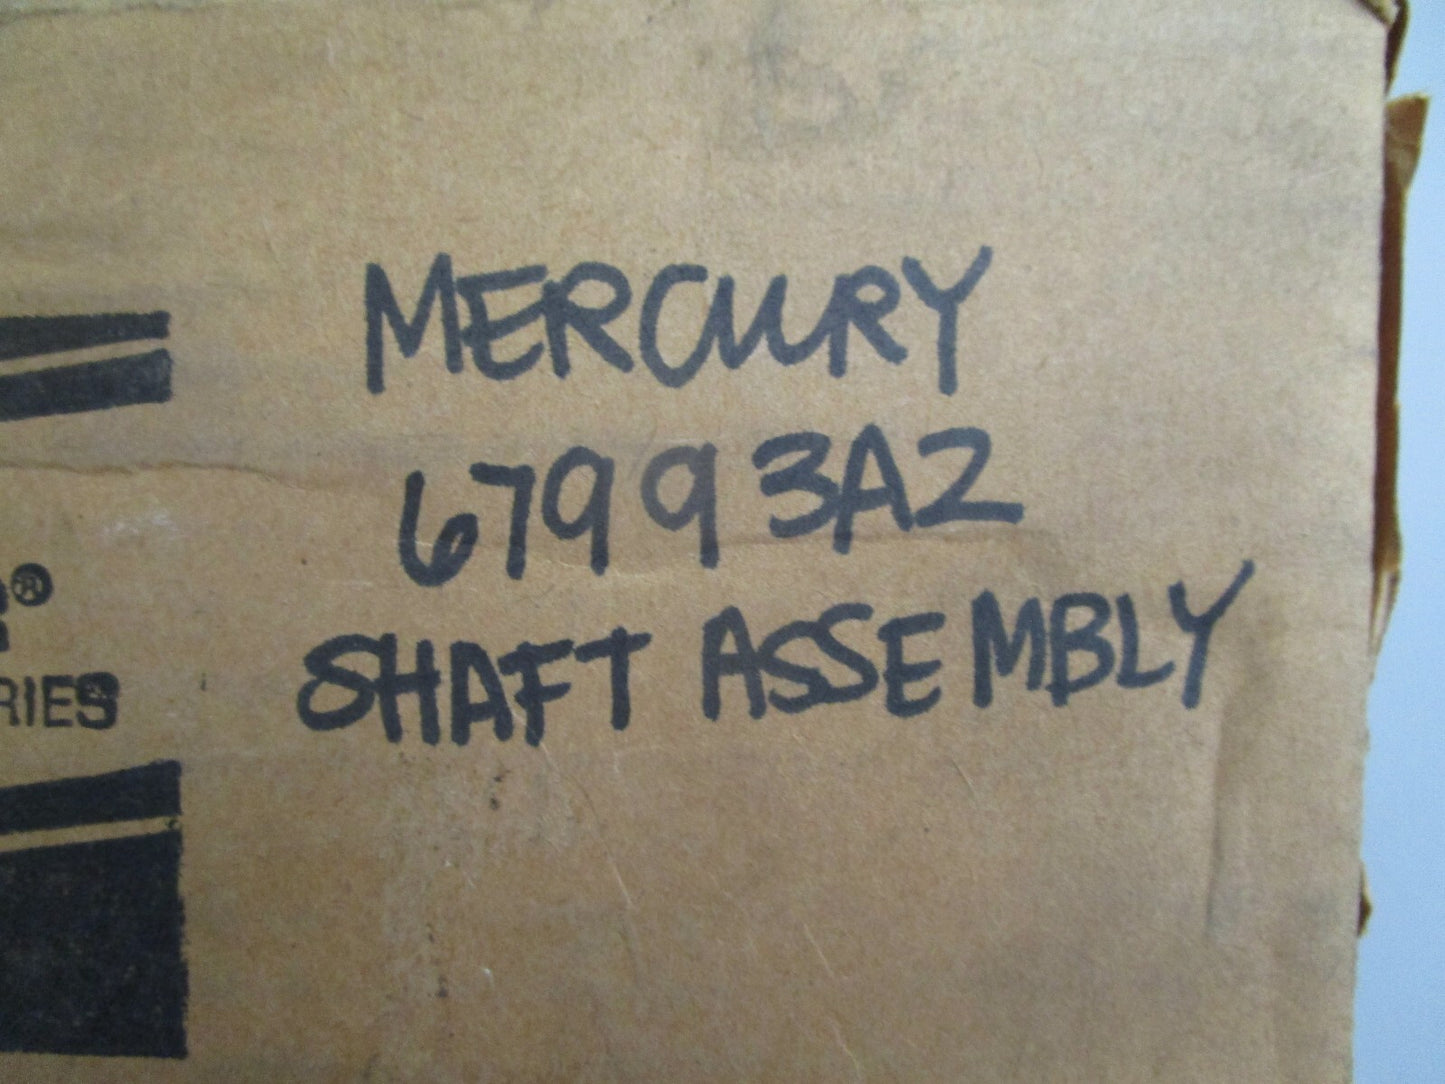 MERCURY
67993A2
SHAFT ASSEMBLY
®
RIES